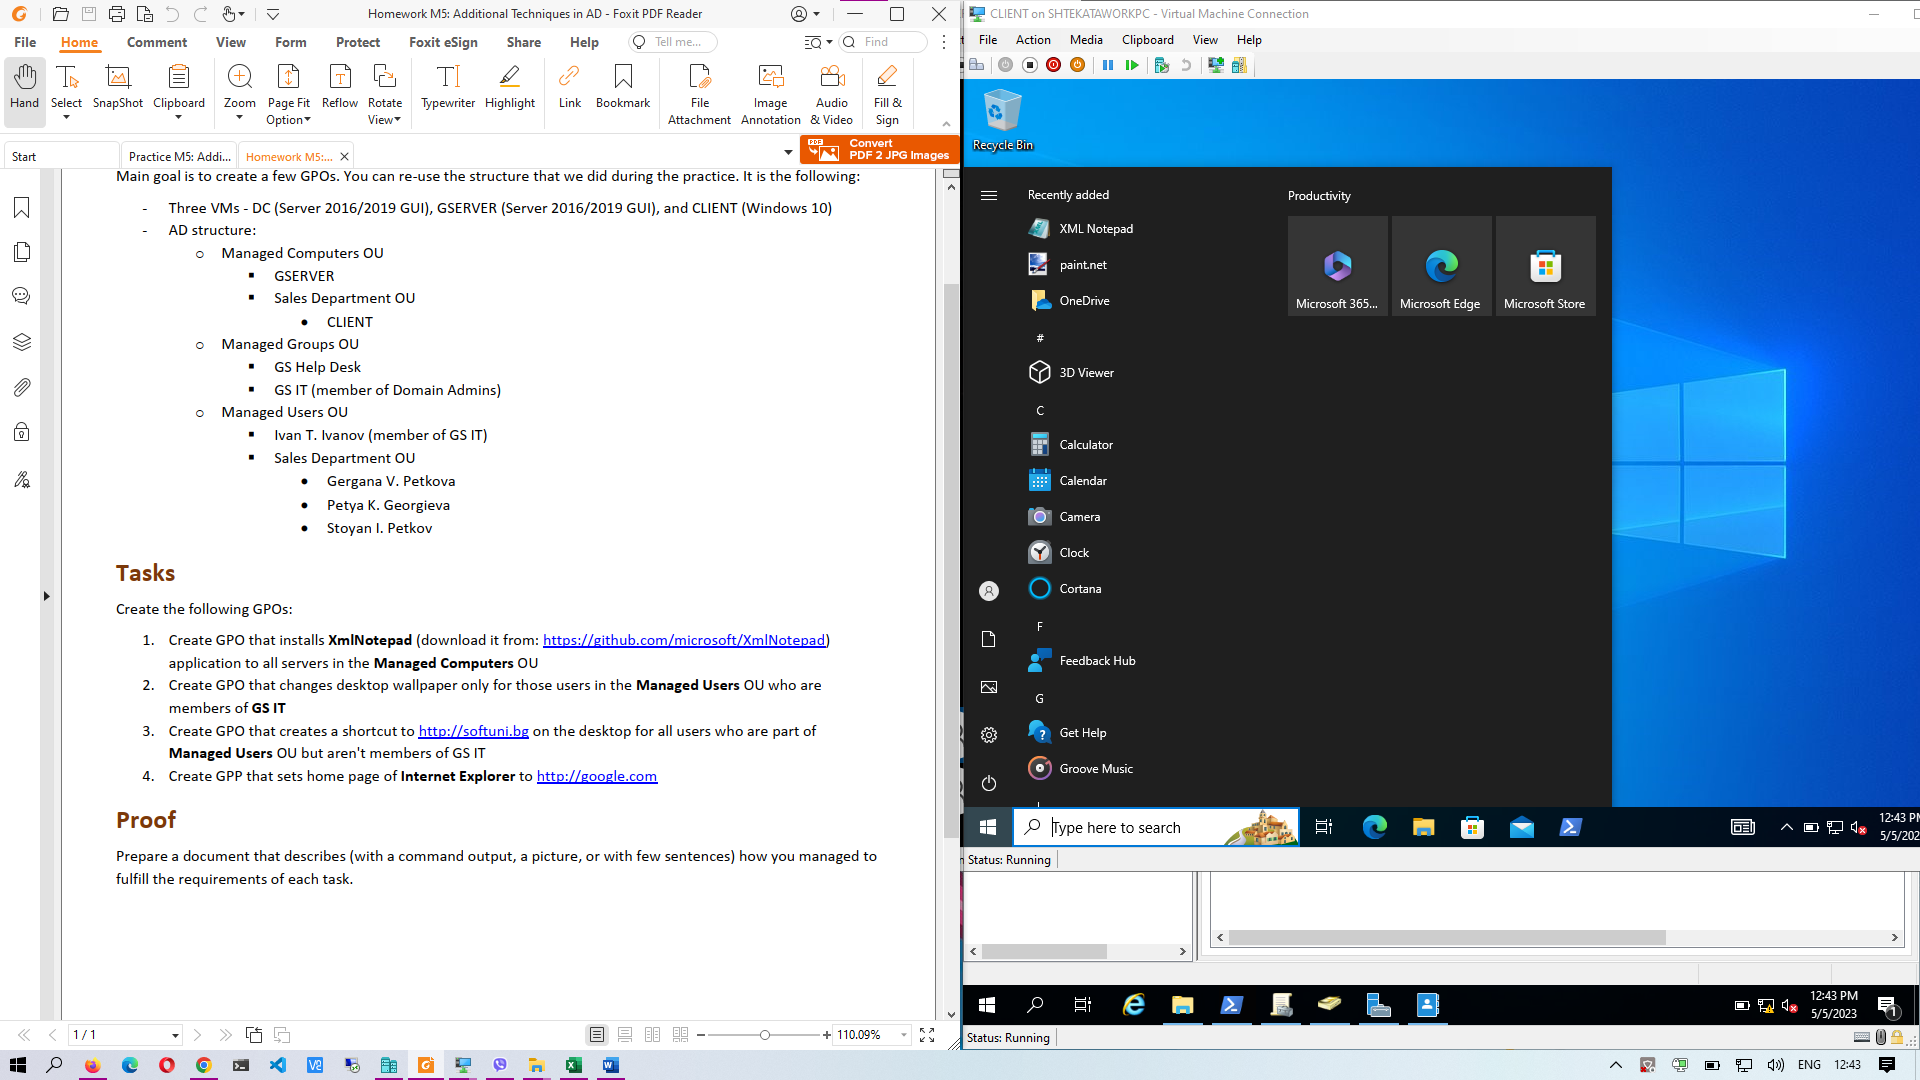 Homework M5: Additional Techniques in AD - Foxit PDF Reader
File
Home
Comment
View
Form
Protect
Foxit eSign
Share
Help
Tell me...
Find
Hand
Select
SnapShot
Clipboard
Zoom
Page Fit Option
Reflow
Rotate View
Typewriter
Highlight
Link
Bookmark
File Attachment
Image Annotation
Audio & Video
Fill & Sign
Start
Practice M5: Addi...
Homework M5:...
PDF
Convert
PDF 2 JPG Images
Main goal is to create a few GPOs. You can re-use the structure that we did during the practice. It is the following:
- Three VMs - DC (Server 2016/2019 GUI), GSERVER (Server 2016/2019 GUI), and CLIENT (Windows 10)
- AD structure:
o Managed Computers OU
▪ GSERVER
▪ Sales Department OU
• CLIENT
o Managed Groups OU
▪ GS Help Desk
▪ GS IT (member of Domain Admins)
o Managed Users OU
▪ Ivan T. Ivanov (member of GS IT)
▪ Sales Department OU
• Gergana V. Petkova
• Petya K. Georgieva
• Stoyan I. Petkov
Tasks
Create the following GPOs:
1. Create GPO that installs XmlNotepad (download it from: https://github.com/microsoft/XmlNotepad)
application to all servers in the Managed Computers OU
2. Create GPO that changes desktop wallpaper only for those users in the Managed Users OU who are
members of GS IT
3. Create GPO that creates a shortcut to http://softuni.bg on the desktop for all users who are part of
Managed Users OU but aren't members of GS IT
4. Create GPP that sets home page of Internet Explorer to http://google.com
Proof
Prepare a document that describes (with a command output, a picture, or with few sentences) how you managed to
fulfill the requirements of each task.
1 / 1
110.09%
CLIENT on SHTEKATAWORKPC - Virtual Machine Connection
File
Action
Media
Clipboard
View
Help
Recycle Bin
Recently added
XML Notepad
paint.net
OneDrive
#
3D Viewer
C
Calculator
Calendar
Camera
Clock
Cortana
F
Feedback Hub
G
Get Help
Groove Music
Productivity
Microsoft 365...
Microsoft Edge
Microsoft Store
Type here to search
12:43 PM
5/5/202
Status: Running
12:43 PM
5/5/2023
1
Status: Running
ENG
12:43